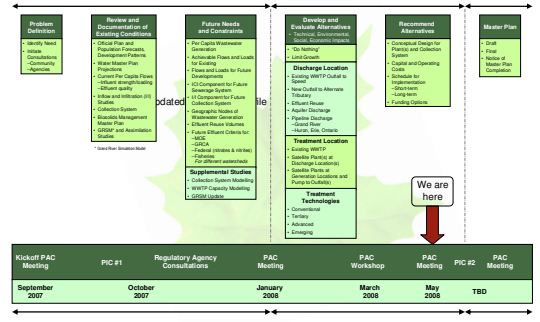 Problem
Definition
• Identify Need
• Initiate
Consultations
–Community
–Agencies
Review and
Documentation of
Existing Conditions
• Official Plan and
Population Forecasts,
Development Patterns
• Water Master Plan
Projections
• Current Per Capita Flows
–Influent strength/loading
–Effluent quality
• Inflow and Infiltration (I/I)
Studies
• Collection System
• Biosolids Management
Master Plan
• GRSM* and Assimilation Studies
* Grand River Simulation Model
Future Needs
and Constraints
• Per Capita Wastewater
Generation
• Achievable Flows and Loads
for Existing
• Flows and Loads for Future
Developments
• ICI Component for Future
Sewerage System
• I/I Component for Future
Collection System
• Geographic Nodes of
Wastewater Generation
• Effluent Reuse Volumes
• Future Effluent Criteria for:
–MOE
–GRCA
–Federal (nitrates & nitrite)
–Fisheries
For different watersheds
Supplemental Studies
• Collection System Modelling
• WWTP Capacity Modelling
• GRSM Update
Develop and
Evaluate Alternatives
• Technical, Environmental,
Social, Economic Impacts
• "Do Nothing"
• Limit Growth
Discharge Location
• Existing WWTP Outfall to
Speed
• New Outfall to Alternate
Tributary
• Effluent Reuse
• Aquifer Discharge
• Pipeline Discharge
–Grand River
–Huron, Erie, Ontario
Treatment Location
• Existing WWTP
• Satellite Plant(s) at
Discharge Location(s)
• Satellite Plants at
Generation Locations and
Pump to Outfall(s)
Treatment
Technologies
• Conventional
• Tertiary
• Advanced
• Emerging
Recommend
Alternatives
• Conceptual Design for
Plant(s) and Collection
System
• Capital and Operating
Costs
• Schedule for
Implementation
–Short-term
–Long-term
• Funding Options
Master Plan
• Draft
• Final
• Notice of
Master Plan
Completion
pdated
ile
We are
here
Kickoff PAC
Meeting
PIC #1
Regulatory Agency
Consultations
PAC
Meeting
PAC
Workshop
PAC
Meeting
PIC #2
PAC
Meeting
September
2007
October
2007
January
2008
March
2008
May
2008
TBD